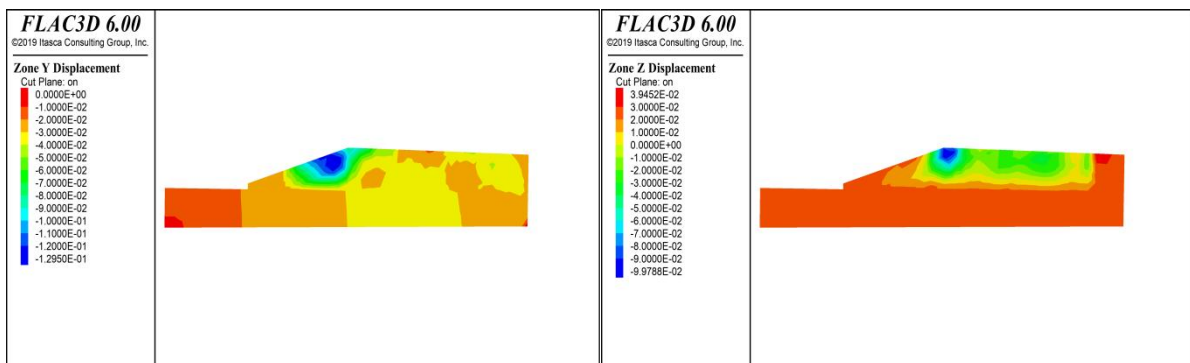 FLAC3D 6.00
©2019 Itasca Consulting Group, Inc.
Zone Y Displacement
Cut Plane: on
0.0000E+00
-1.0000E-02
-2.0000E-02
-3.0000E-02
-4.0000E-02
-5.0000E-02
-6.0000E-02
-7.0000E-02
-8.0000E-02
-9.0000E-02
-1.0000E-01
-1.1000E-01
-1.2000E-01
-1.2950E-01
FLAC3D 6.00
©2019 Itasca Consulting Group, Inc.
Zone Z Displacement
Cut Plane: on
3.9452E-02
3.0000E-02
2.0000E-02
1.0000E-02
0.0000E+00
-1.0000E-02
-2.0000E-02
-3.0000E-02
-4.0000E-02
-5.0000E-02
-6.0000E-02
-7.0000E-02
-8.0000E-02
-9.0000E-02
-9.9788E-02